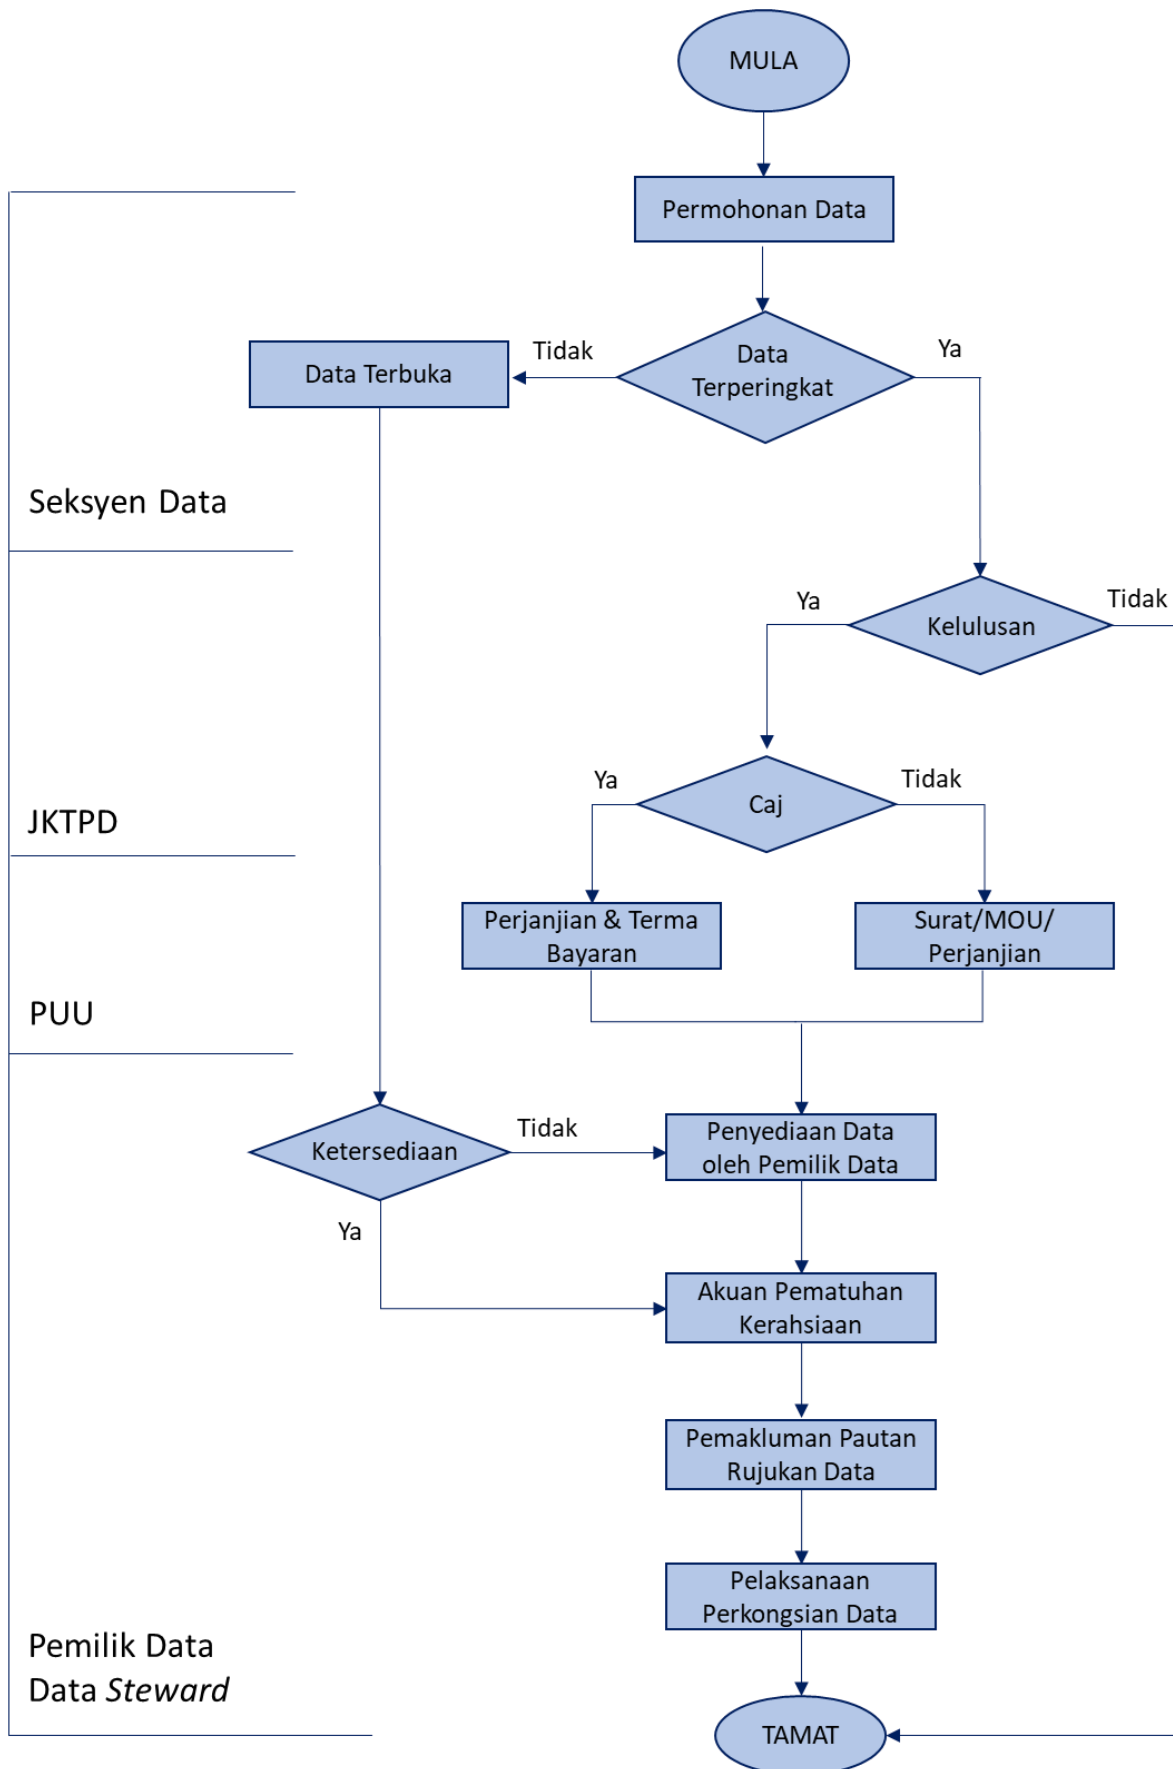 MULA
Permohonan Data
Data
Terperingkat
Tidak
Ya
Data Terbuka
Seksyen Data
Kelulusan
Ya
Tidak
Caj
Ya
Tidak
JKTPD
Perjanjian & Terma
Bayaran
Surat/MOU/
Perjanjian
PUU
Ketersediaan
Tidak
Ya
Penyediaan Data
oleh Pemilik Data
Akuan Pematuhan
Kerahsiaan
Pemakluman Pautan
Rujukan Data
Pelaksanaan
Perkongsian Data
Pemilik Data
Data Steward
TAMAT